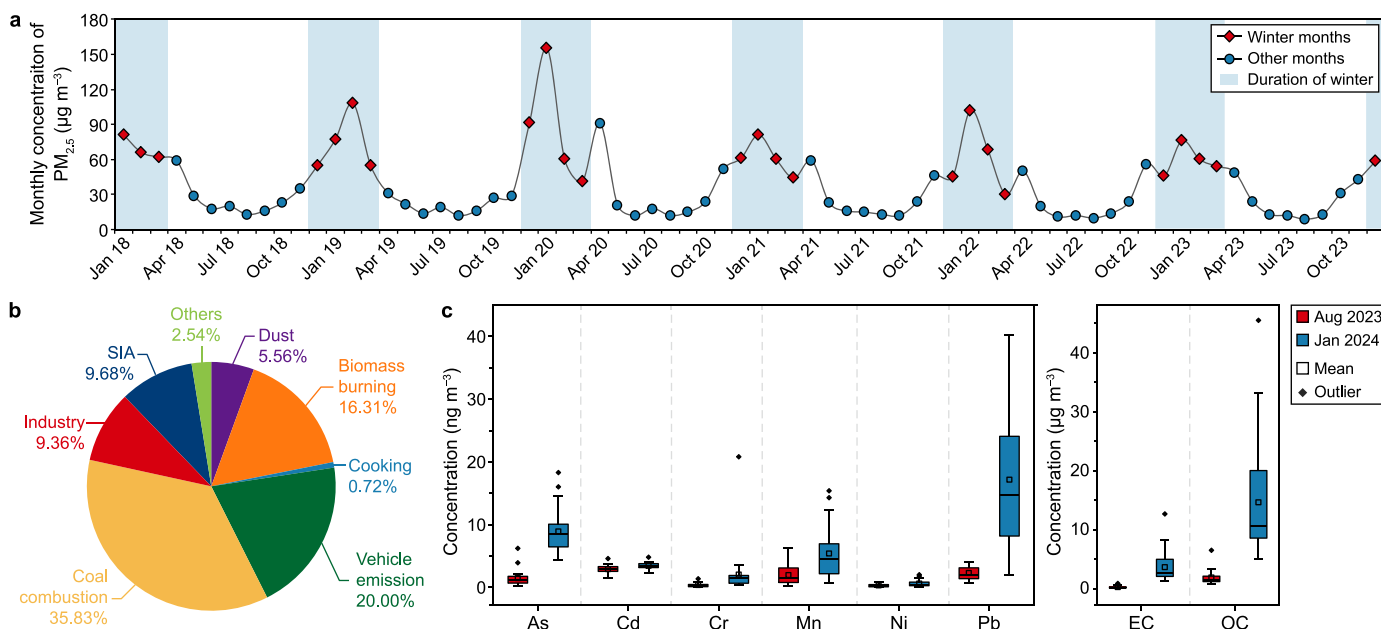 a
Monthly concentraiton of
PM2.5 (µg m⁻³)
180
150
120
90
60
30
0
Winter months
Other months
Duration of winter
Jan 18
Apr 18
Jul 18
Oct 18
Jan 19
Apr 19
Jul 19
Oct 19
Jan 20
Apr 20
Jul 20
Oct 20
Jan 21
Apr 21
Jul 21
Oct 21
Jan 22
Apr 22
Jul 22
Oct 22
Jan 23
Apr 23
Jul 23
Oct 23
b
Others
2.54%
Dust
5.56%
SIA
9.68%
Biomass
burning
16.31%
Industry
9.36%
Cooking
0.72%
Coal
combustion
35.83%
Vehicle
emission
20.00%
c
Concentration (ng m⁻³)
40
30
20
10
0
As
Cd
Cr
Mn
Ni
Pb
Concentration (µg m⁻³)
40
30
20
10
0
EC
OC
Aug 2023
Jan 2024
Mean
Outlier